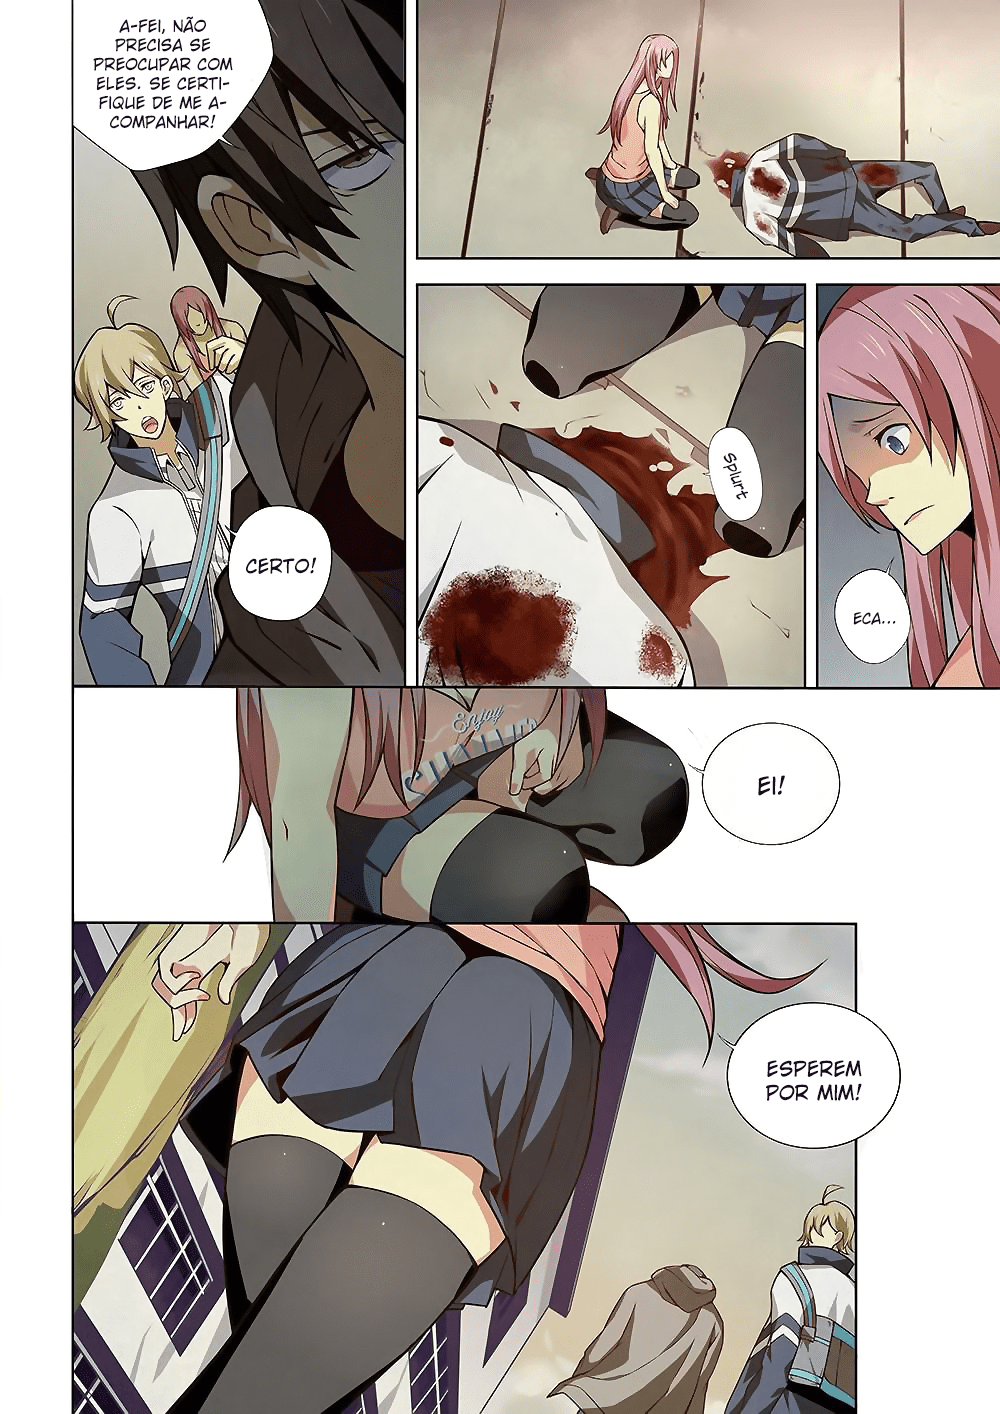 A-FEI, NÃO
PRECISA SE
PREOCUPAR COM
ELES. SE CERTI-
FIQUE DE ME A-
COMPANHAR!
CERTO!
Splurt
ECA...
Enjoy
EI!
ESPEREM
POR MIM!